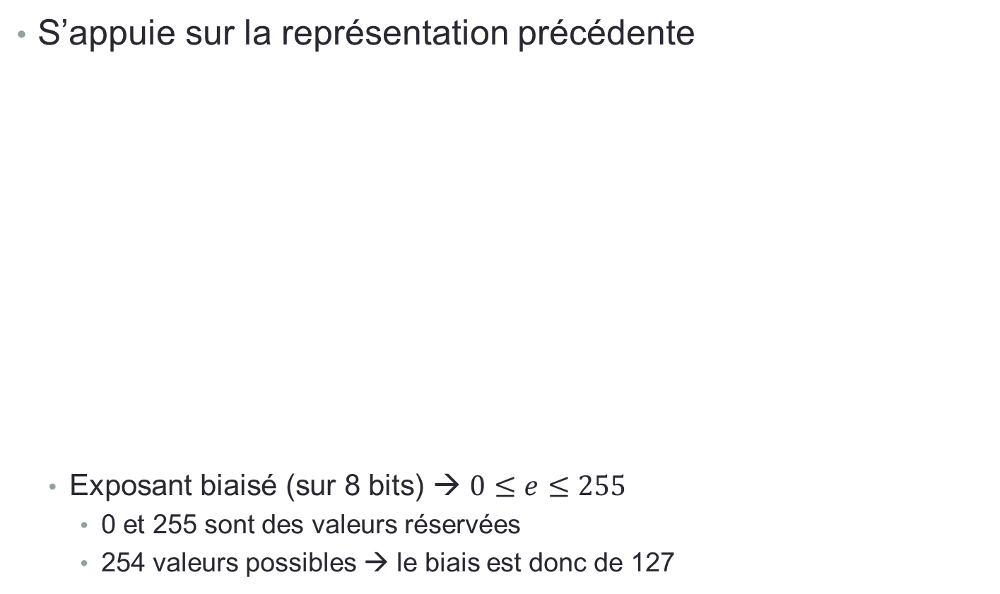 • S’appuie sur la représentation précédente
• Exposant biaisé (sur 8 bits) → 0 ≤ e ≤ 255
• 0 et 255 sont des valeurs réservées
• 254 valeurs possibles → le biais est donc de 127